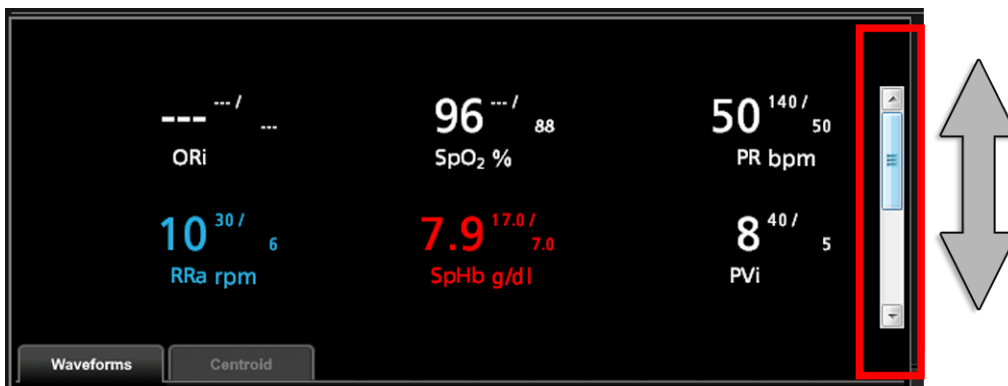 --- ---/ ---
ORi
96 ---/ 88
SpO₂ %
50 140/ 50
PR bpm
10 30/ 6
RRa rpm
7.9 17.0/ 7.0
SpHb g/dl
8 40/ 5
PVi
Waveforms Centroid